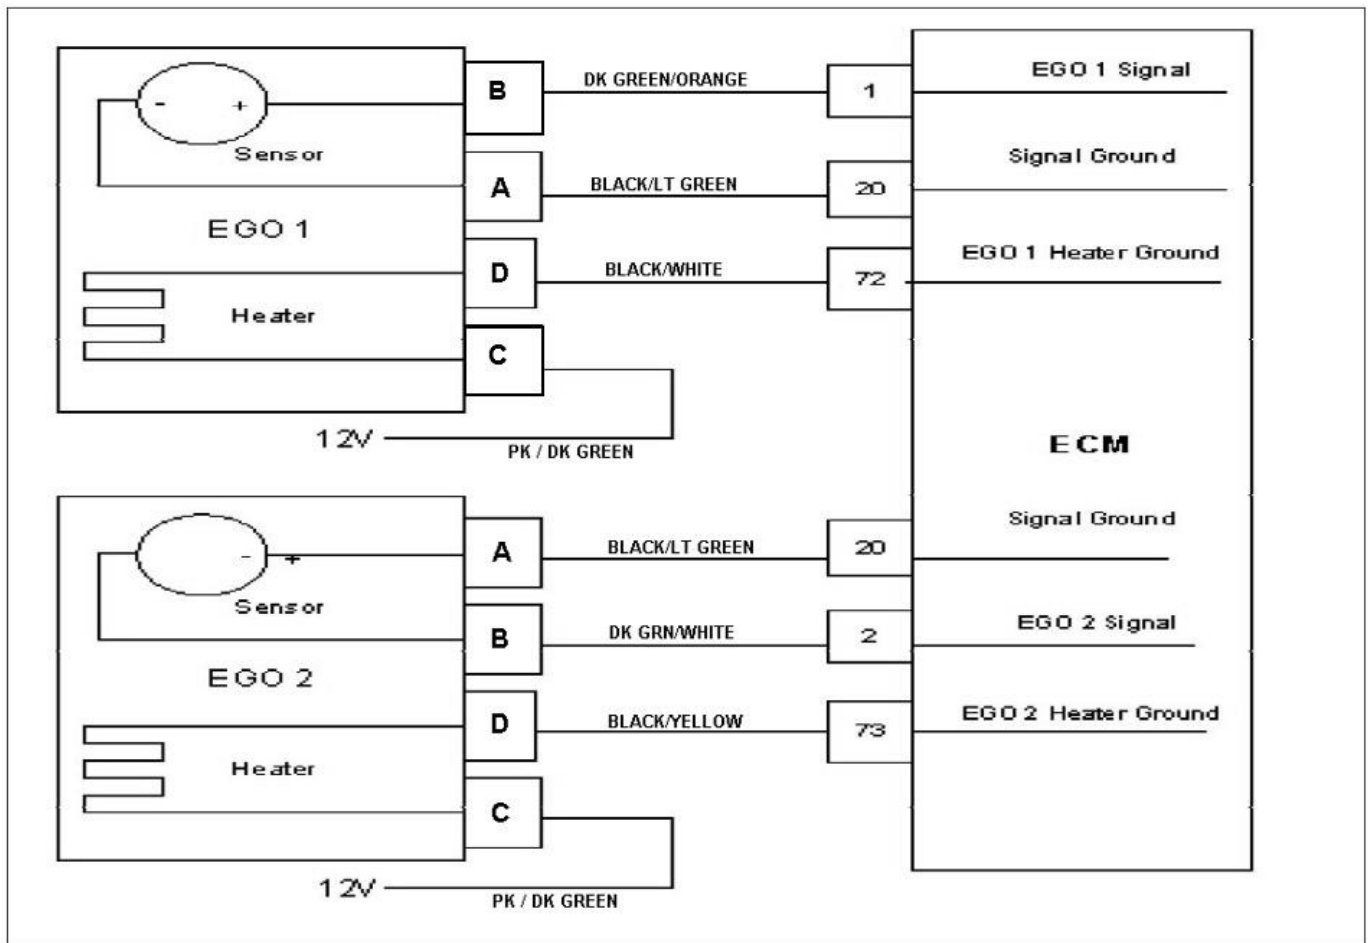 B DK GREEN/ORANGE 1 EGO 1 Signal
- +
Sensor
A BLACK/LT GREEN 20 Signal Ground
EGO 1
D BLACK/WHITE 72 EGO 1 Heater Ground
Heater
C
12V
PK / DK GREEN
ECM
A BLACK/LT GREEN 20 Signal Ground
- +
Sensor
B DK GRN/WHITE 2 EGO 2 Signal
EGO 2
D BLACK/YELLOW 73 EGO 2 Heater Ground
Heater
C
12V
PK / DK GREEN